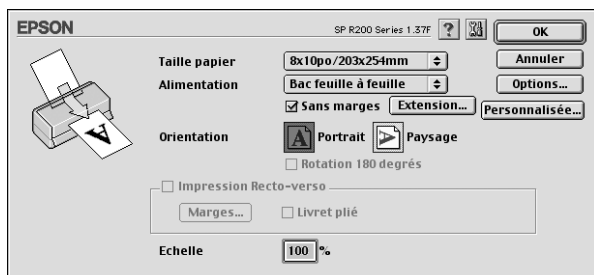 EPSON
SP R200 Series 1.37F ?
OK
Taille papier 8x10po/203x254mm
Annuler
Alimentation Bac feuille à feuille
Options...
Sans marges Extension...
Personnalisée...
Orientation A Portrait A Paysage
Rotation 180 degrés
Impression Recto-verso
Marges... Livret plié
Echelle 100 %
A